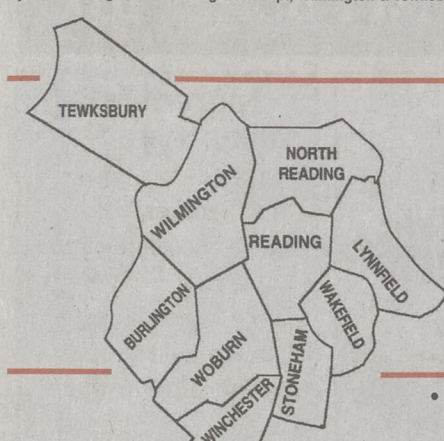 TEWKSBURY
NORTH
READING
WILMINGTON
READING
LYNNFIELD
BURLINGTON
WAKEFIELD
WOBURN
STONEHAM
WINCHESTER